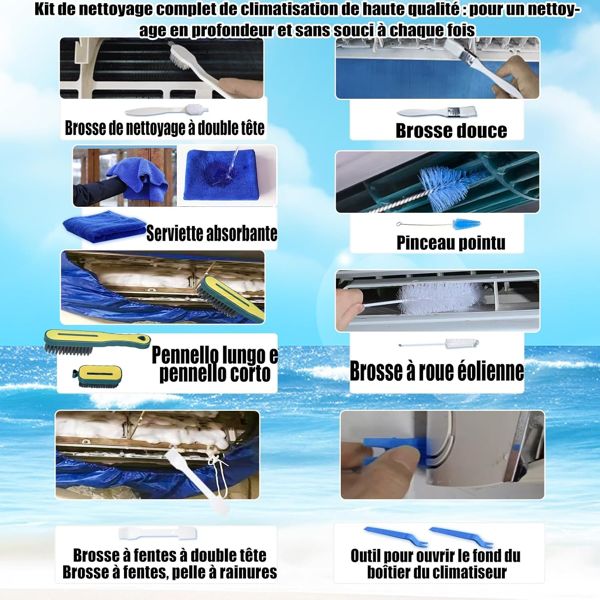 Kit de nettoyage complet de climatisation de haute qualité : pour un nettoy-
age en profondeur et sans souci à chaque fois
Brosse de nettoyage à double tête
Brosse douce
Serviette absorbante
Pinceau pointu
Pennello lungo e
pennello corto
Brosse à roue éolienne
Brosse à fentes à double tête
Brosse à fentes, pelle à rainures
Outil pour ouvrir le fond du
boîtier du climatiseur